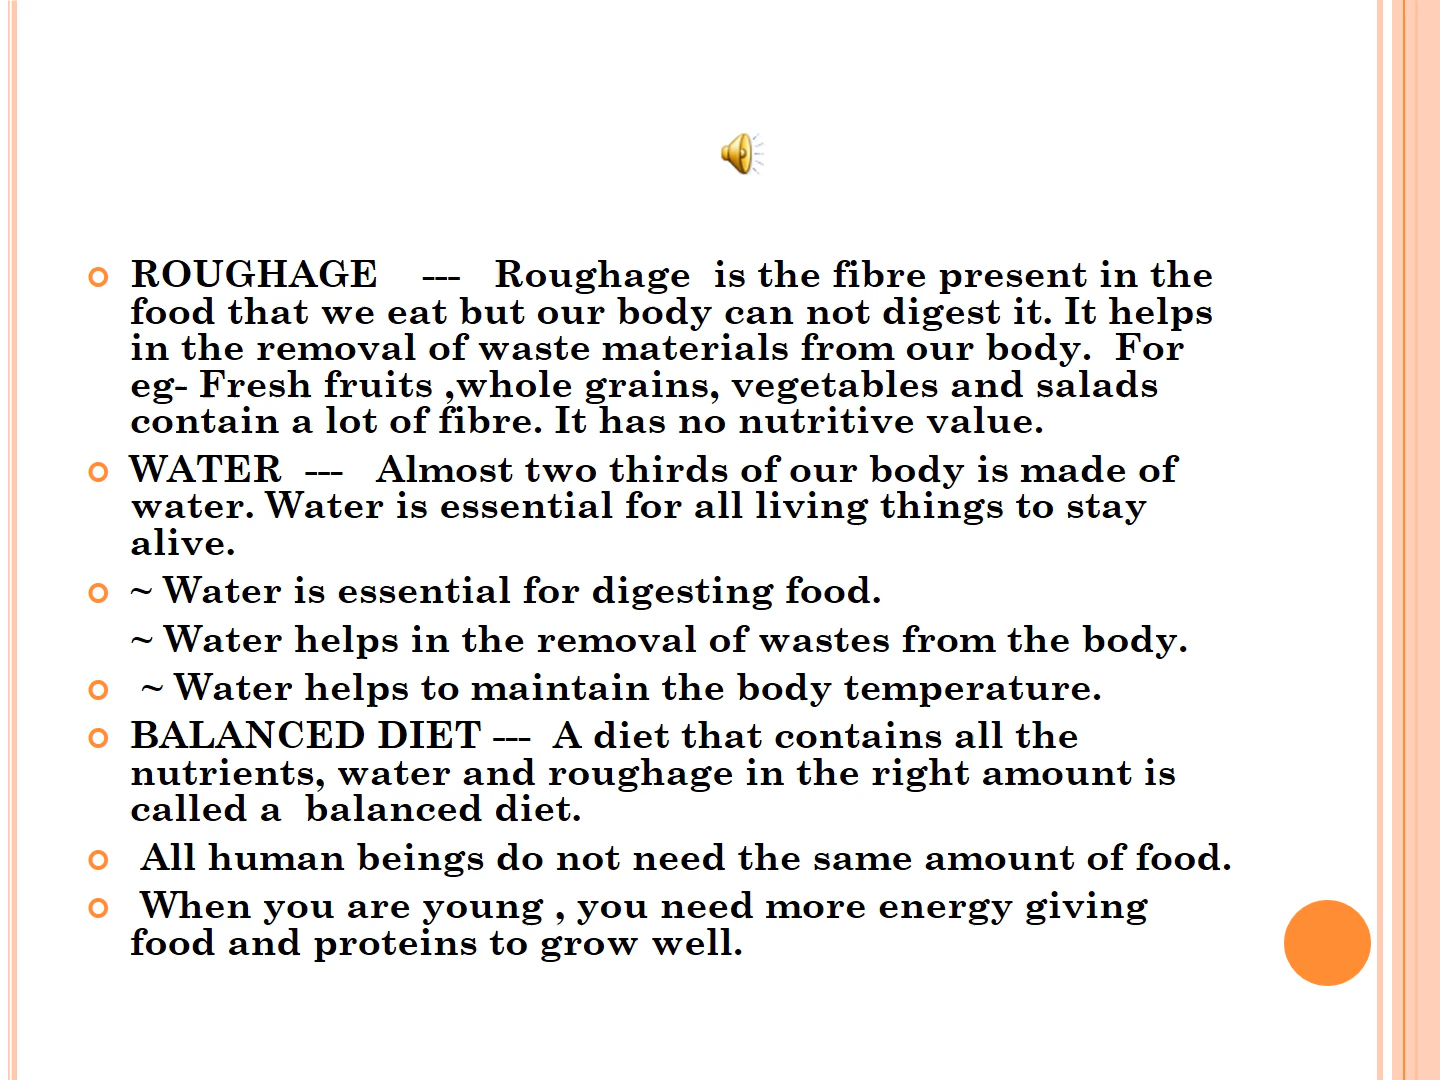 ROUGHAGE --- Roughage is the fibre present in the
food that we eat but our body can not digest it. It helps
in the removal of waste materials from our body. For
eg- Fresh fruits ,whole grains, vegetables and salads
contain a lot of fibre. It has no nutritive value.
WATER --- Almost two thirds of our body is made of
water. Water is essential for all living things to stay
alive.
~ Water is essential for digesting food.
~ Water helps in the removal of wastes from the body.
~ Water helps to maintain the body temperature.
BALANCED DIET --- A diet that contains all the
nutrients, water and roughage in the right amount is
called a balanced diet.
All human beings do not need the same amount of food.
When you are young , you need more energy giving
food and proteins to grow well.